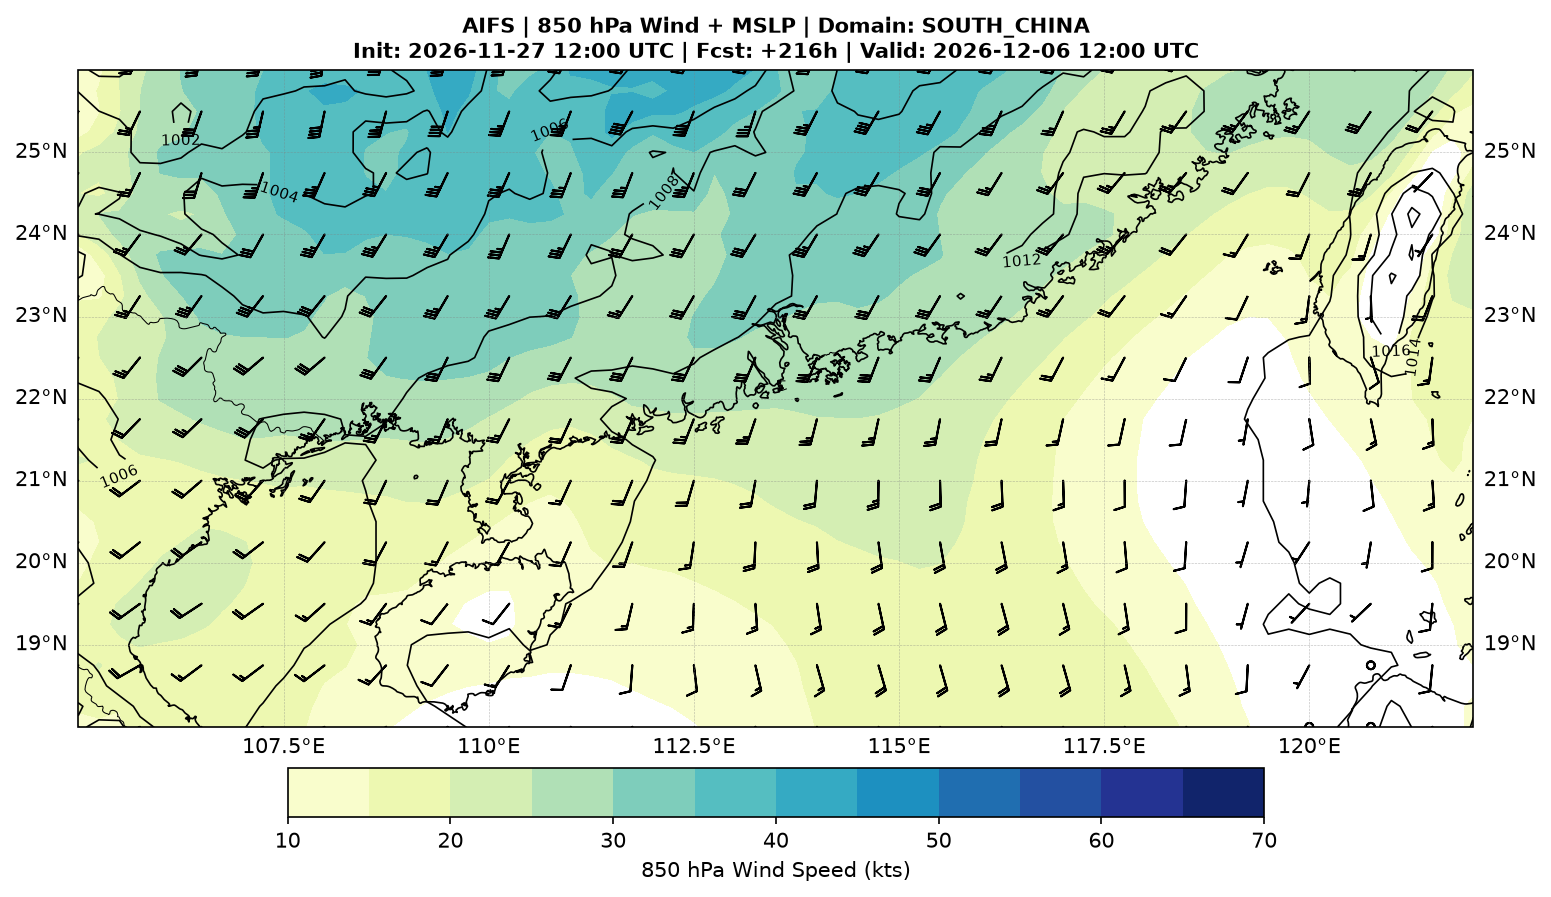 AIFS | 850 hPa Wind + MSLP | Domain: SOUTH_CHINA
Init: 2026-11-27 12:00 UTC | Fcst: +216h | Valid: 2026-12-06 12:00 UTC
1002
1006
1004
1008
1012
1016
1014
1006
25°N
24°N
23°N
22°N
21°N
20°N
19°N
25°N
24°N
23°N
22°N
21°N
20°N
19°N
107.5°E 110°E 112.5°E 115°E 117.5°E 120°E
10 20 30 40 50 60 70
850 hPa Wind Speed (kts)